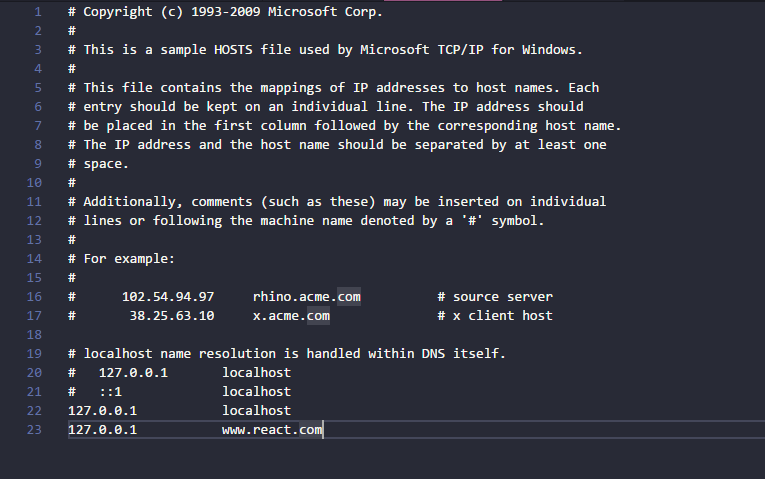 1 # Copyright (c) 1993-2009 Microsoft Corp.
2 #
3 # This is a sample HOSTS file used by Microsoft TCP/IP for Windows.
4 #
5 # This file contains the mappings of IP addresses to host names. Each
6 # entry should be kept on an individual line. The IP address should
7 # be placed in the first column followed by the corresponding host name.
8 # The IP address and the host name should be separated by at least one
9 # space.
10 #
11 # Additionally, comments (such as these) may be inserted on individual
12 # lines or following the machine name denoted by a '#' symbol.
13 #
14 # For example:
15 #
16 #      102.54.94.97     rhino.acme.com          # source server
17 #       38.25.63.10     x.acme.com              # x client host
18
19 # localhost name resolution is handled within DNS itself.
20 #   127.0.0.1       localhost
21 #   ::1             localhost
22 127.0.0.1           localhost
23 127.0.0.1           www.react.com